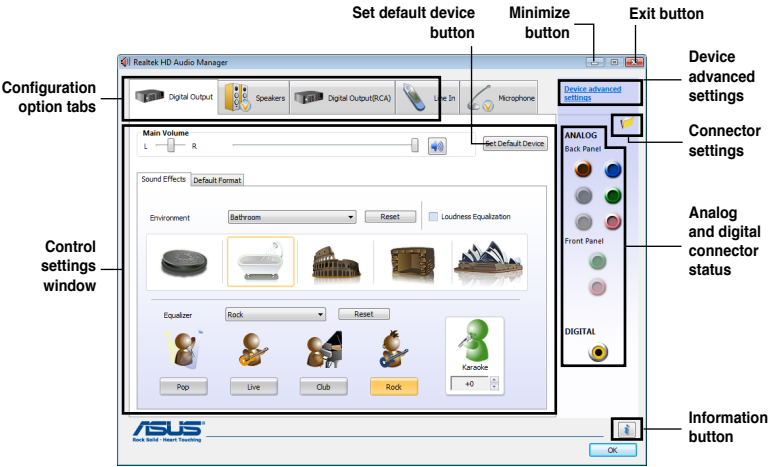 Set default device
button
Minimize
button
Exit button
Realtek HD Audio Manager
Configuration
option tabs
Digital Output
Speakers
Digital Output(RCA)
Line In
Microphone
Device advanced
settings
Device
advanced
settings
Main Volume
L
R
Set Default Device
ANALOG
Back Panel
Connector
settings
Sound Effects
Default Format
Environment
Bathroom
Reset
Loudness Equalization
Control
settings
window
Front Panel
Analog
and digital
connector
status
Equalizer
Rock
Reset
Karaoke
DIGITAL
Pop
Live
Club
Rock
+0
ASUS
Rock Solid · Heart Touching
i
Information
button
OK